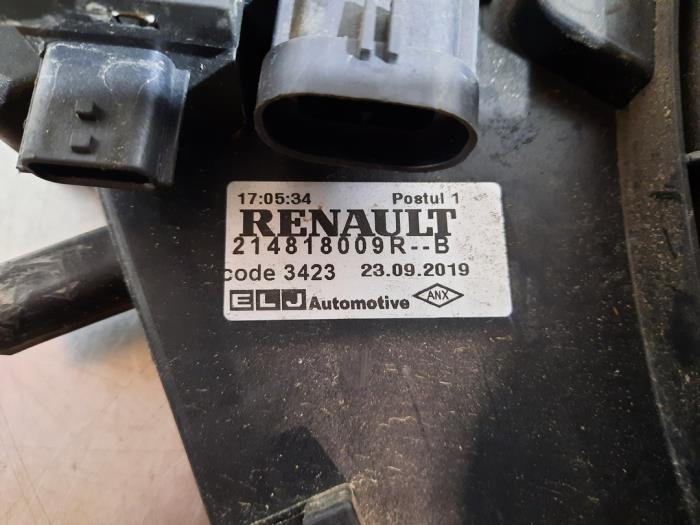 17:05:34 Postul 1
RENAULT
214818009R--B
code 3423 23.09.2019
ELJ Automotive ANX